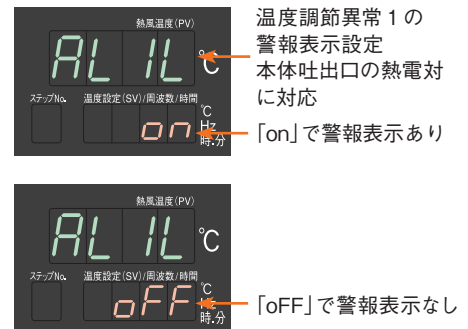 熱風温度(PV)
AL 1L ℃
ステップNo. 温度設定(SV)/周波数/時間
on
℃
Hz
時.分
温度調節異常1の
警報表示設定
本体吐出口の熱電対
に対応
「on」で警報表示あり
熱風温度(PV)
AL 1L ℃
ステップNo. 温度設定(SV)/周波数/時間
oFF
℃
Hz
時.分
「oFF」で警報表示なし